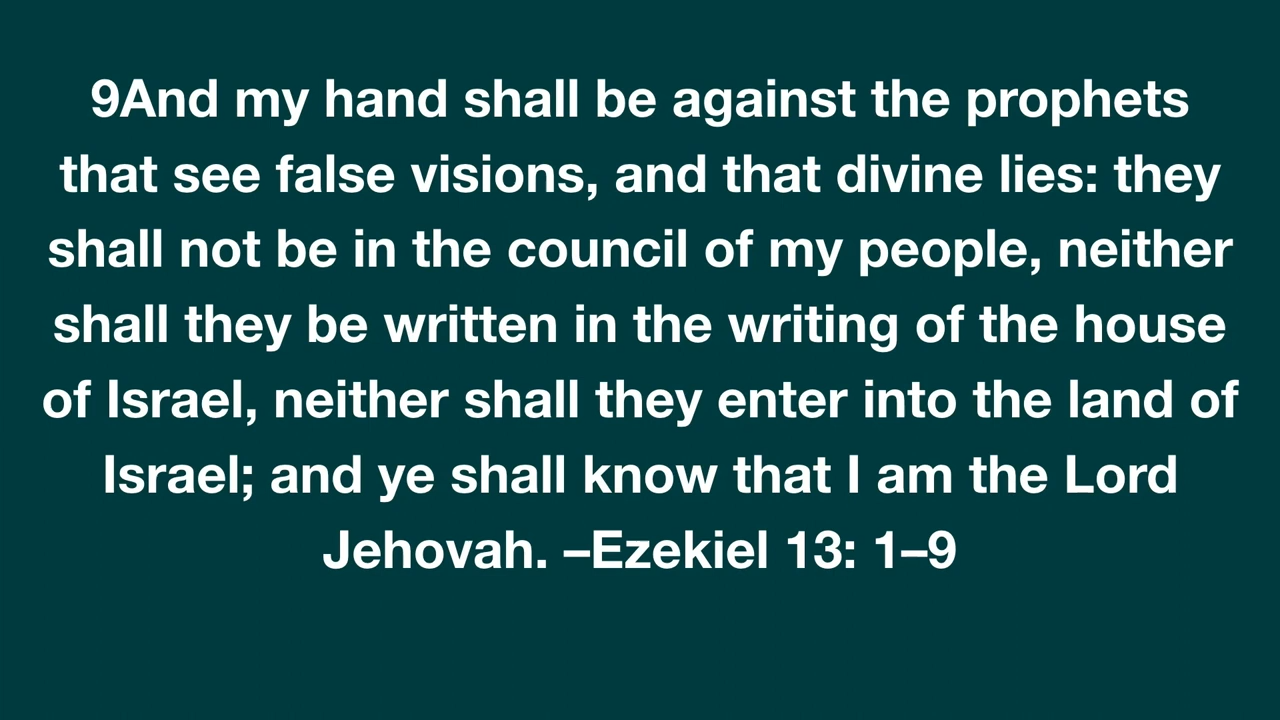 9And my hand shall be against the prophets
that see false visions, and that divine lies: they
shall not be in the council of my people, neither
shall they be written in the writing of the house
of Israel, neither shall they enter into the land of
Israel; and ye shall know that I am the Lord
Jehovah. –Ezekiel 13: 1–9